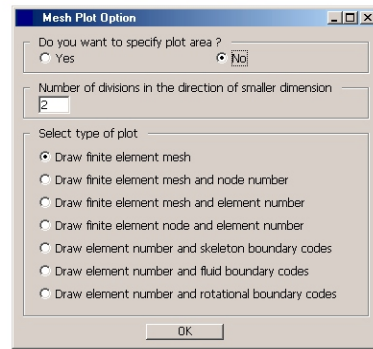 Mesh Plot Option
Do you want to specify plot area ?
Yes No
Number of divisions in the direction of smaller dimension
2
Select type of plot
Draw finite element mesh
Draw finite element mesh and node number
Draw finite element mesh and element number
Draw finite element node and element number
Draw element number and skeleton boundary codes
Draw element number and fluid boundary codes
Draw element number and rotational boundary codes
OK